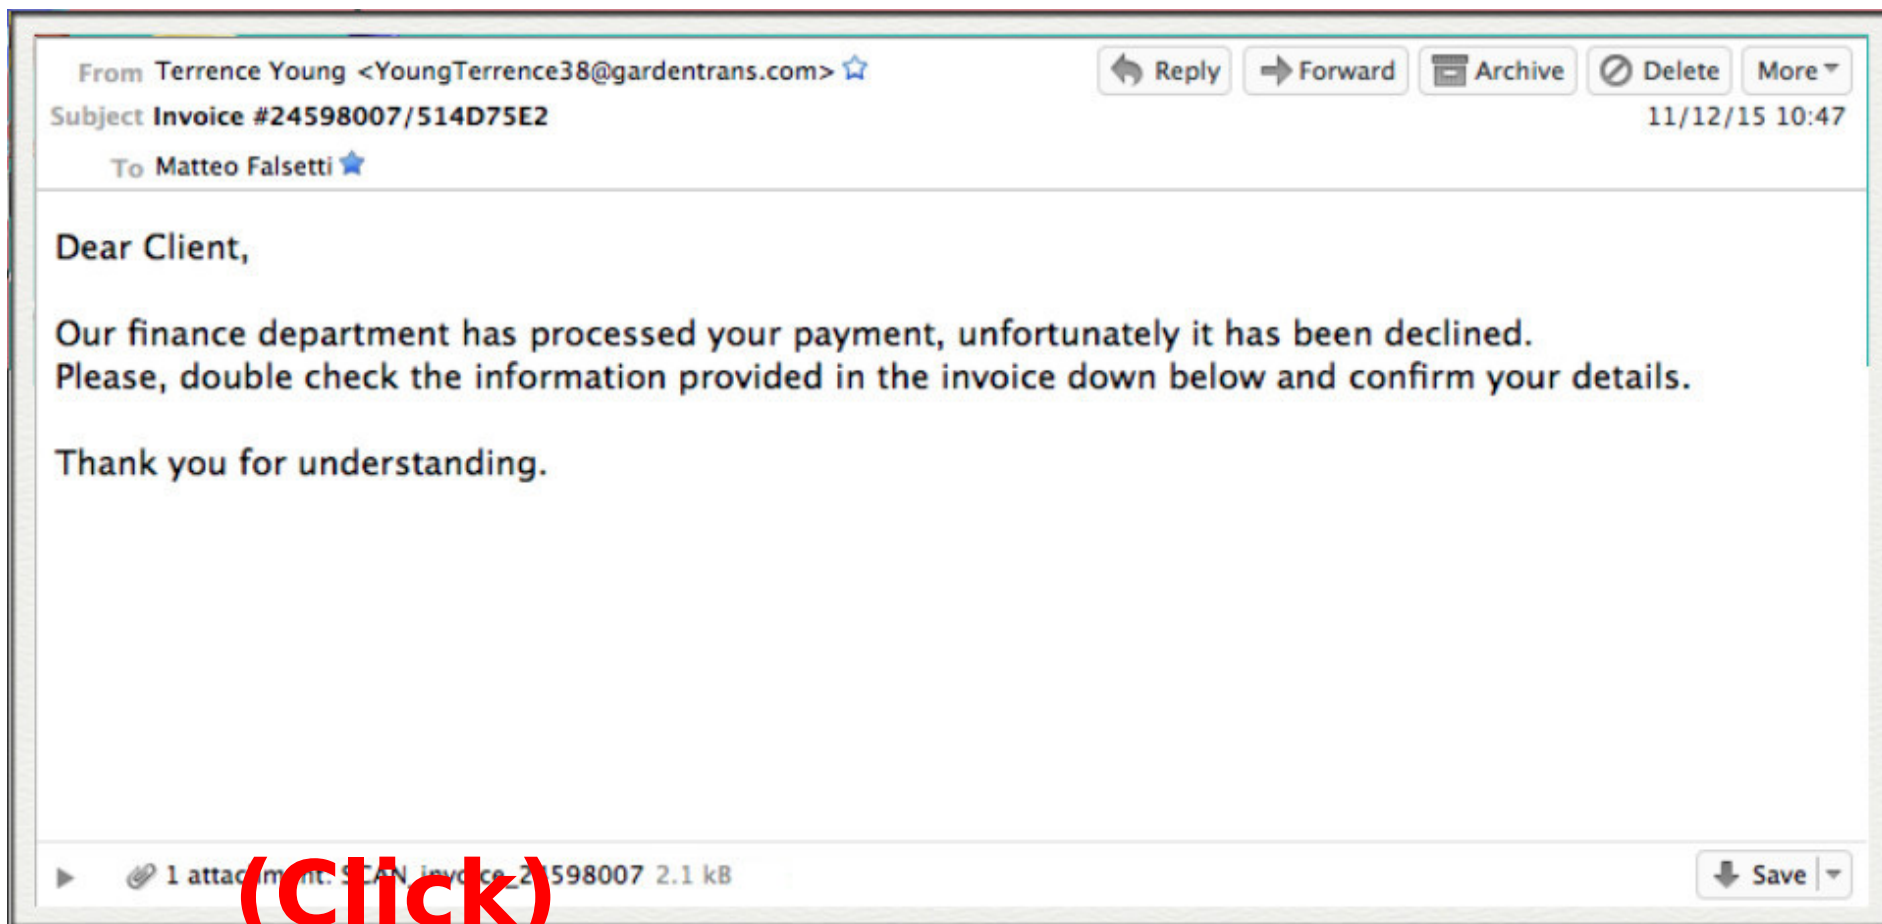 From Terrence Young <YoungTerrence38@gardentrans.com>
Reply Forward Archive Delete More
Subject Invoice #24598007/514D75E2
11/12/15 10:47
To Matteo Falsetti
Dear Client,
Our finance department has processed your payment, unfortunately it has been declined.
Please, double check the information provided in the invoice down below and confirm your details.
Thank you for understanding.
1 attachment: SCAN_invoice_24598007 2.1 kB
Save
(Click)